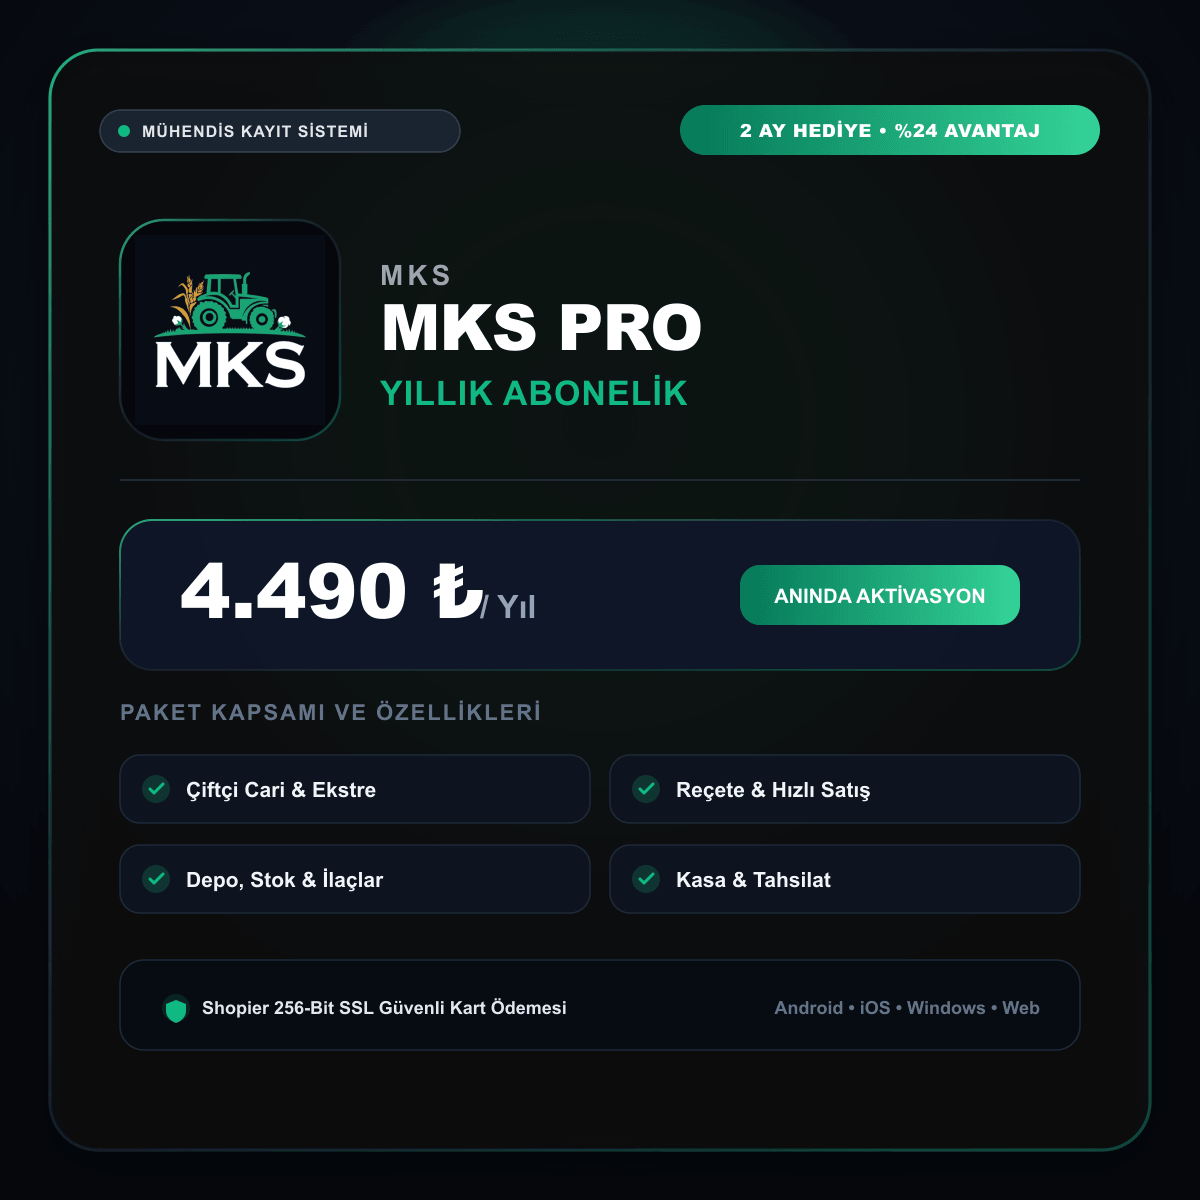 MÜHENDİS KAYIT SİSTEMİ
2 AY HEDİYE • %24 AVANTAJ
MKS
MKS
MKS PRO
YILLIK ABONELİK
4.490 ₺/ Yıl
ANINDA AKTİVASYON
PAKET KAPSAMI VE ÖZELLİKLERİ
Çiftçi Cari & Ekstre
Reçete & Hızlı Satış
Depo, Stok & İlaçlar
Kasa & Tahsilat
Shopier 256-Bit SSL Güvenli Kart Ödemesi
Android • iOS • Windows • Web